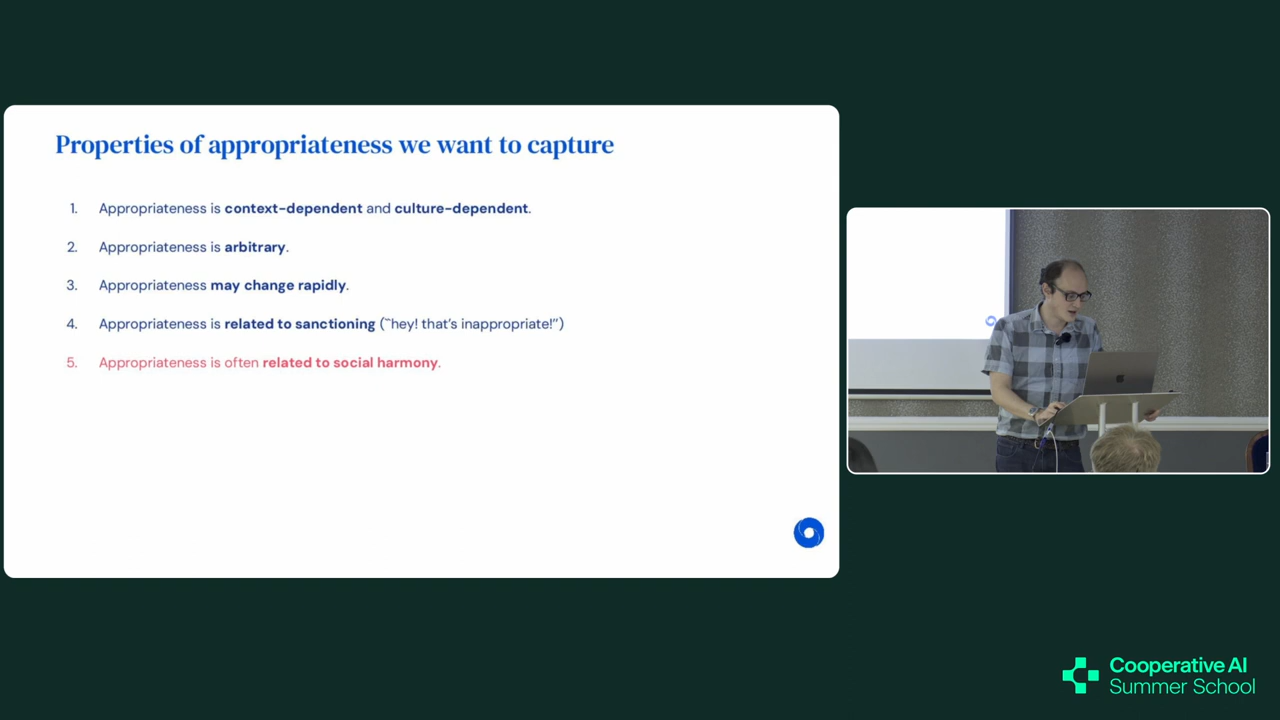 Properties of appropriateness we want to capture
1. Appropriateness is context-dependent and culture-dependent.
2. Appropriateness is arbitrary.
3. Appropriateness may change rapidly.
4. Appropriateness is related to sanctioning (“hey! that’s inappropriate!”)
5. Appropriateness is often related to social harmony.
Cooperative AI
Summer School